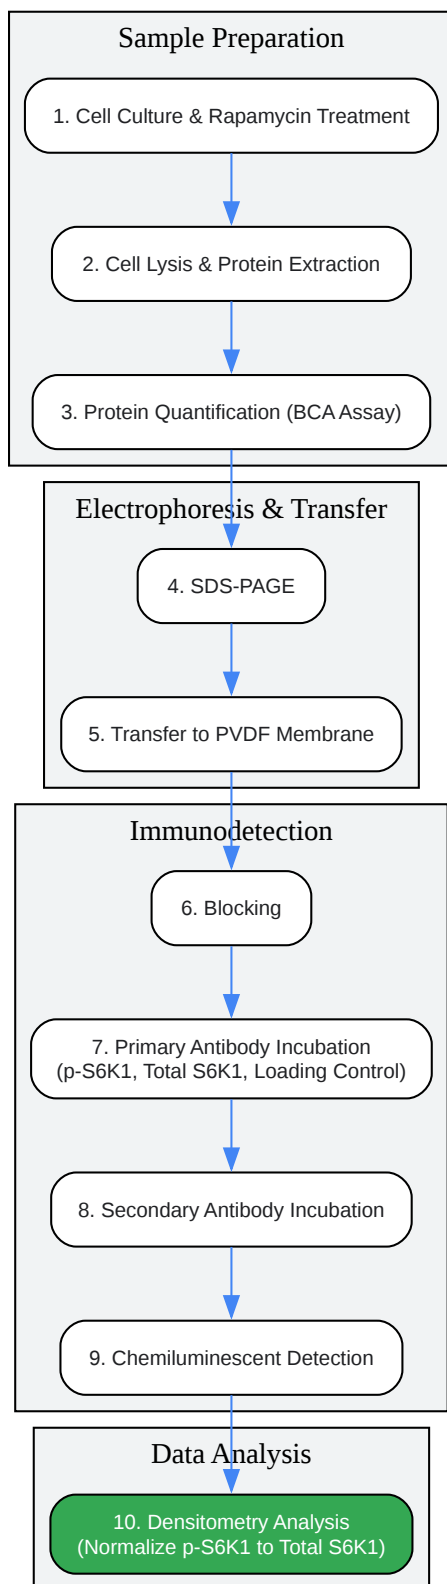 Sample Preparation
1. Cell Culture & Rapamycin Treatment
2. Cell Lysis & Protein Extraction
3. Protein Quantification (BCA Assay)
Electrophoresis & Transfer
4. SDS-PAGE
5. Transfer to PVDF Membrane
Immunodetection
6. Blocking
7. Primary Antibody Incubation
(p-S6K1, Total S6K1, Loading Control)
8. Secondary Antibody Incubation
9. Chemiluminescent Detection
Data Analysis
10. Densitometry Analysis
(Normalize p-S6K1 to Total S6K1)